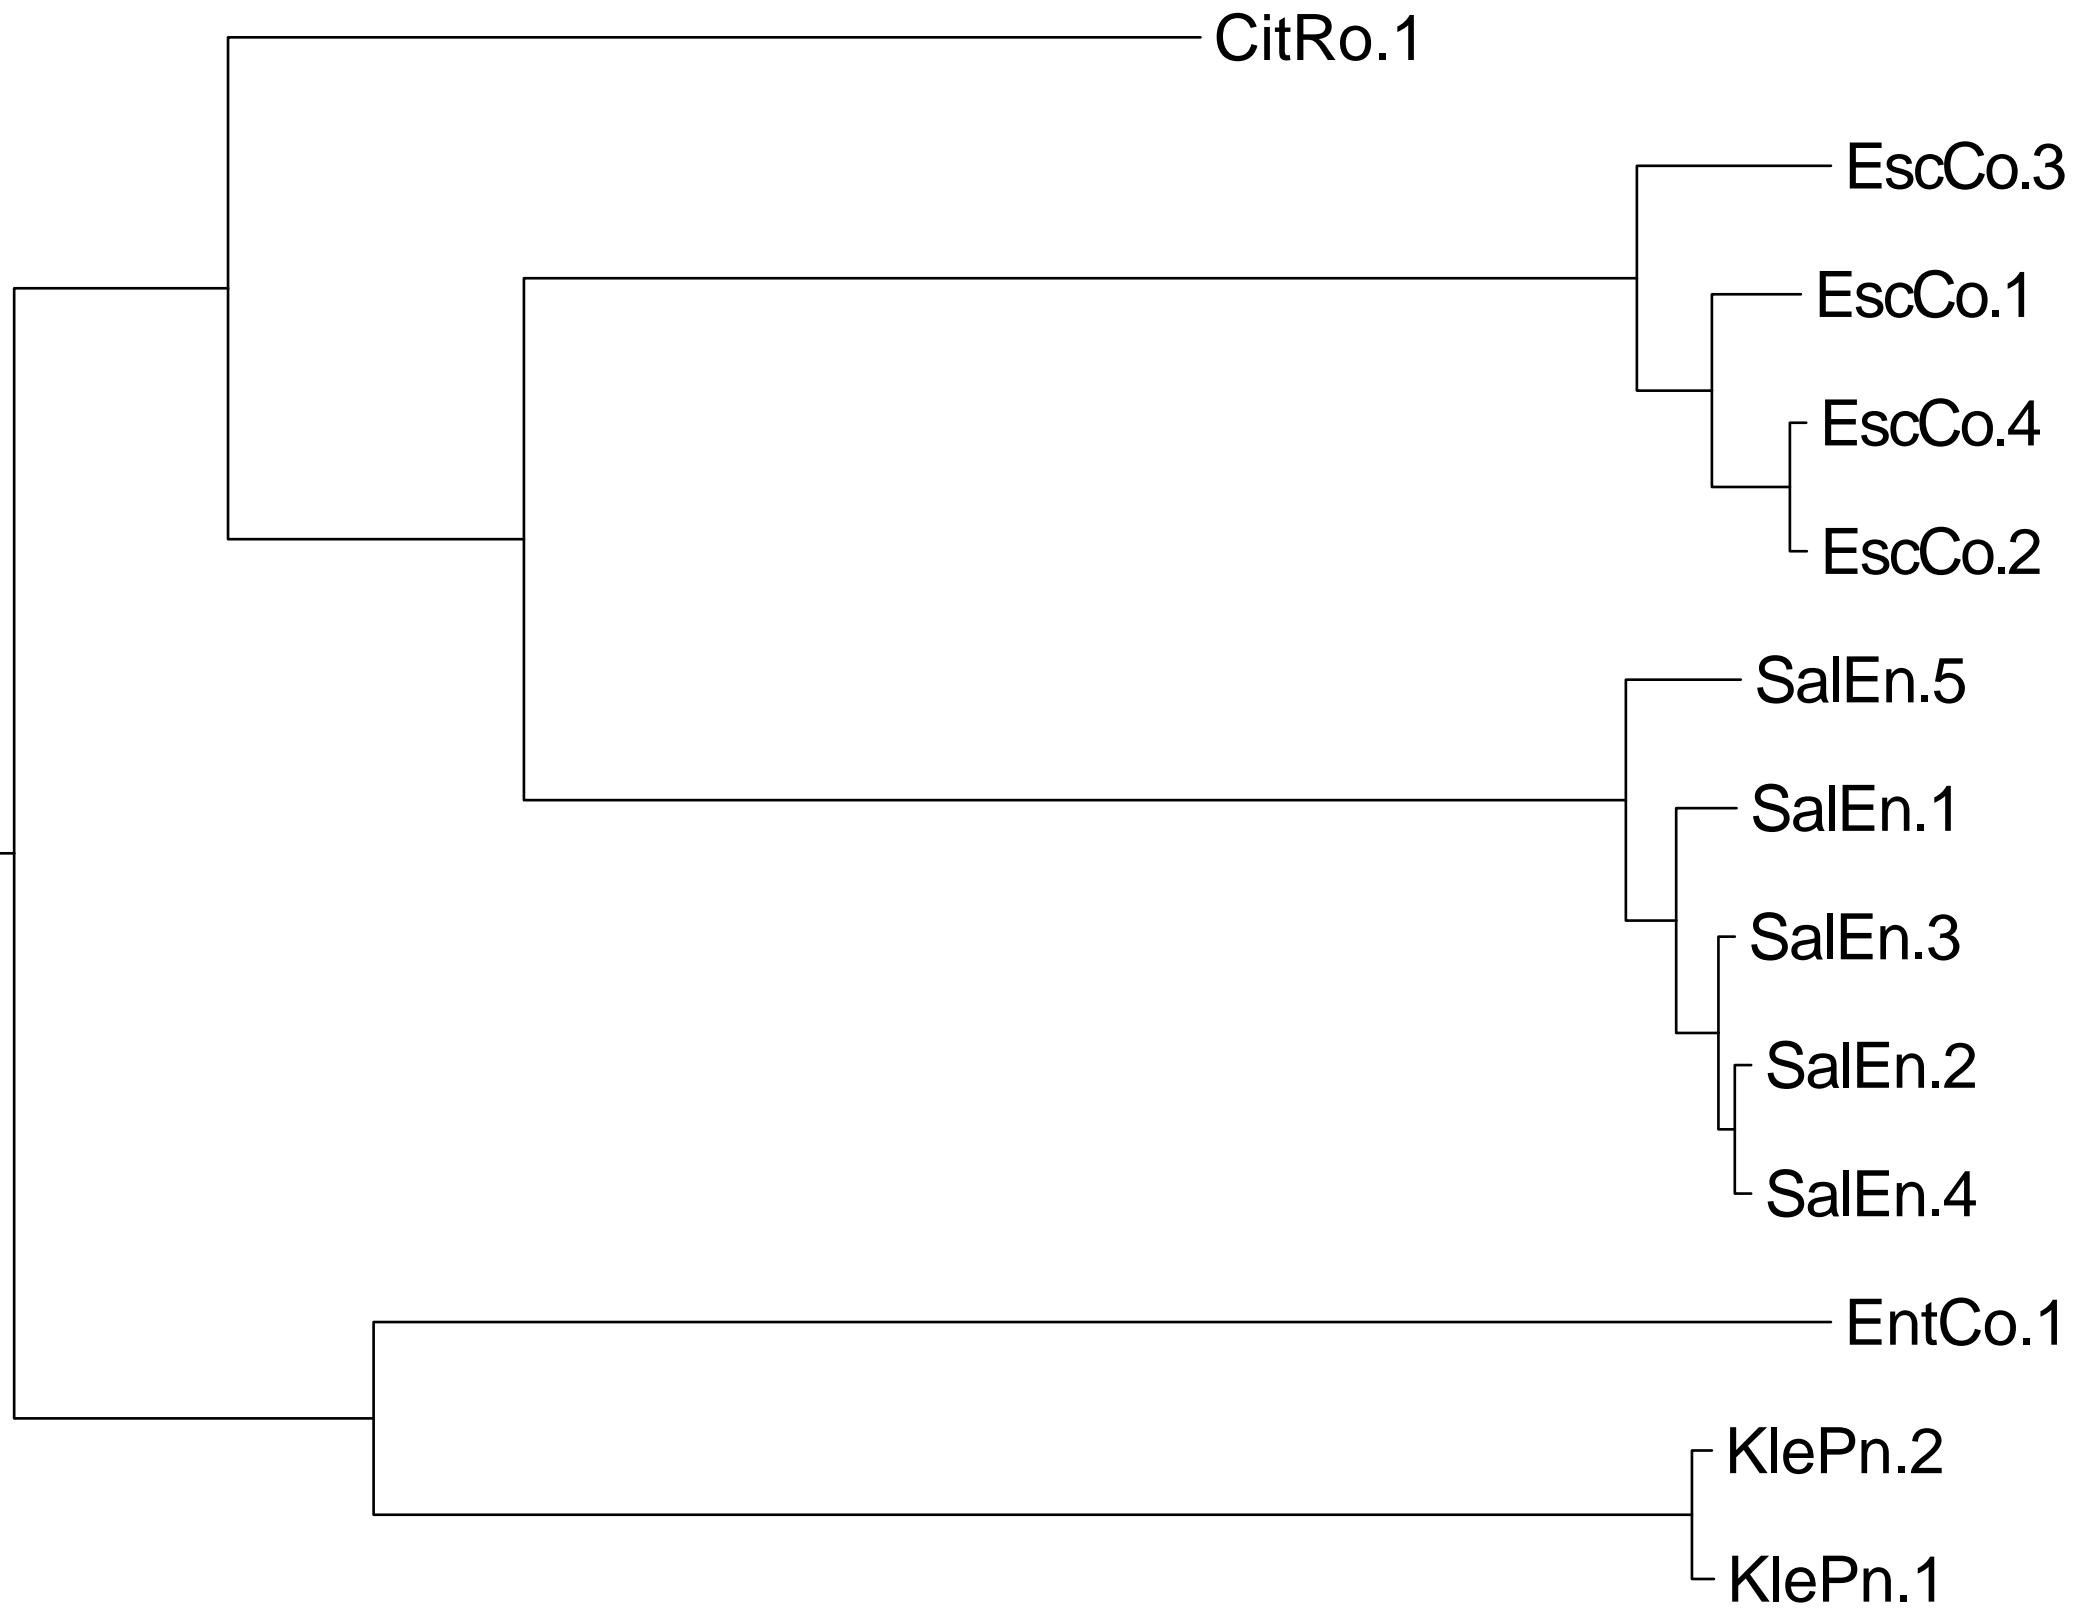 CitRo.1
EscCo.3
EscCo.1
EscCo.4
EscCo.2
SalEn.5
SalEn.1
SalEn.3
SalEn.2
SalEn.4
EntCo.1
KlePn.2
KlePn.1